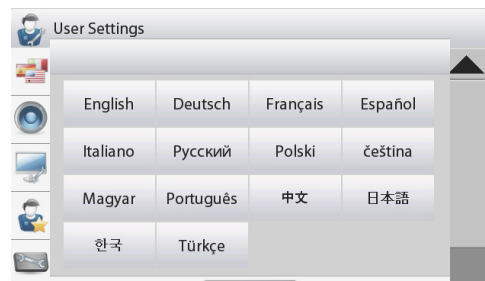 User Settings
English Deutsch Français Español
Italiano Русский Polski čeština
Magyar Português 中文 日本語
한국 Türkçe